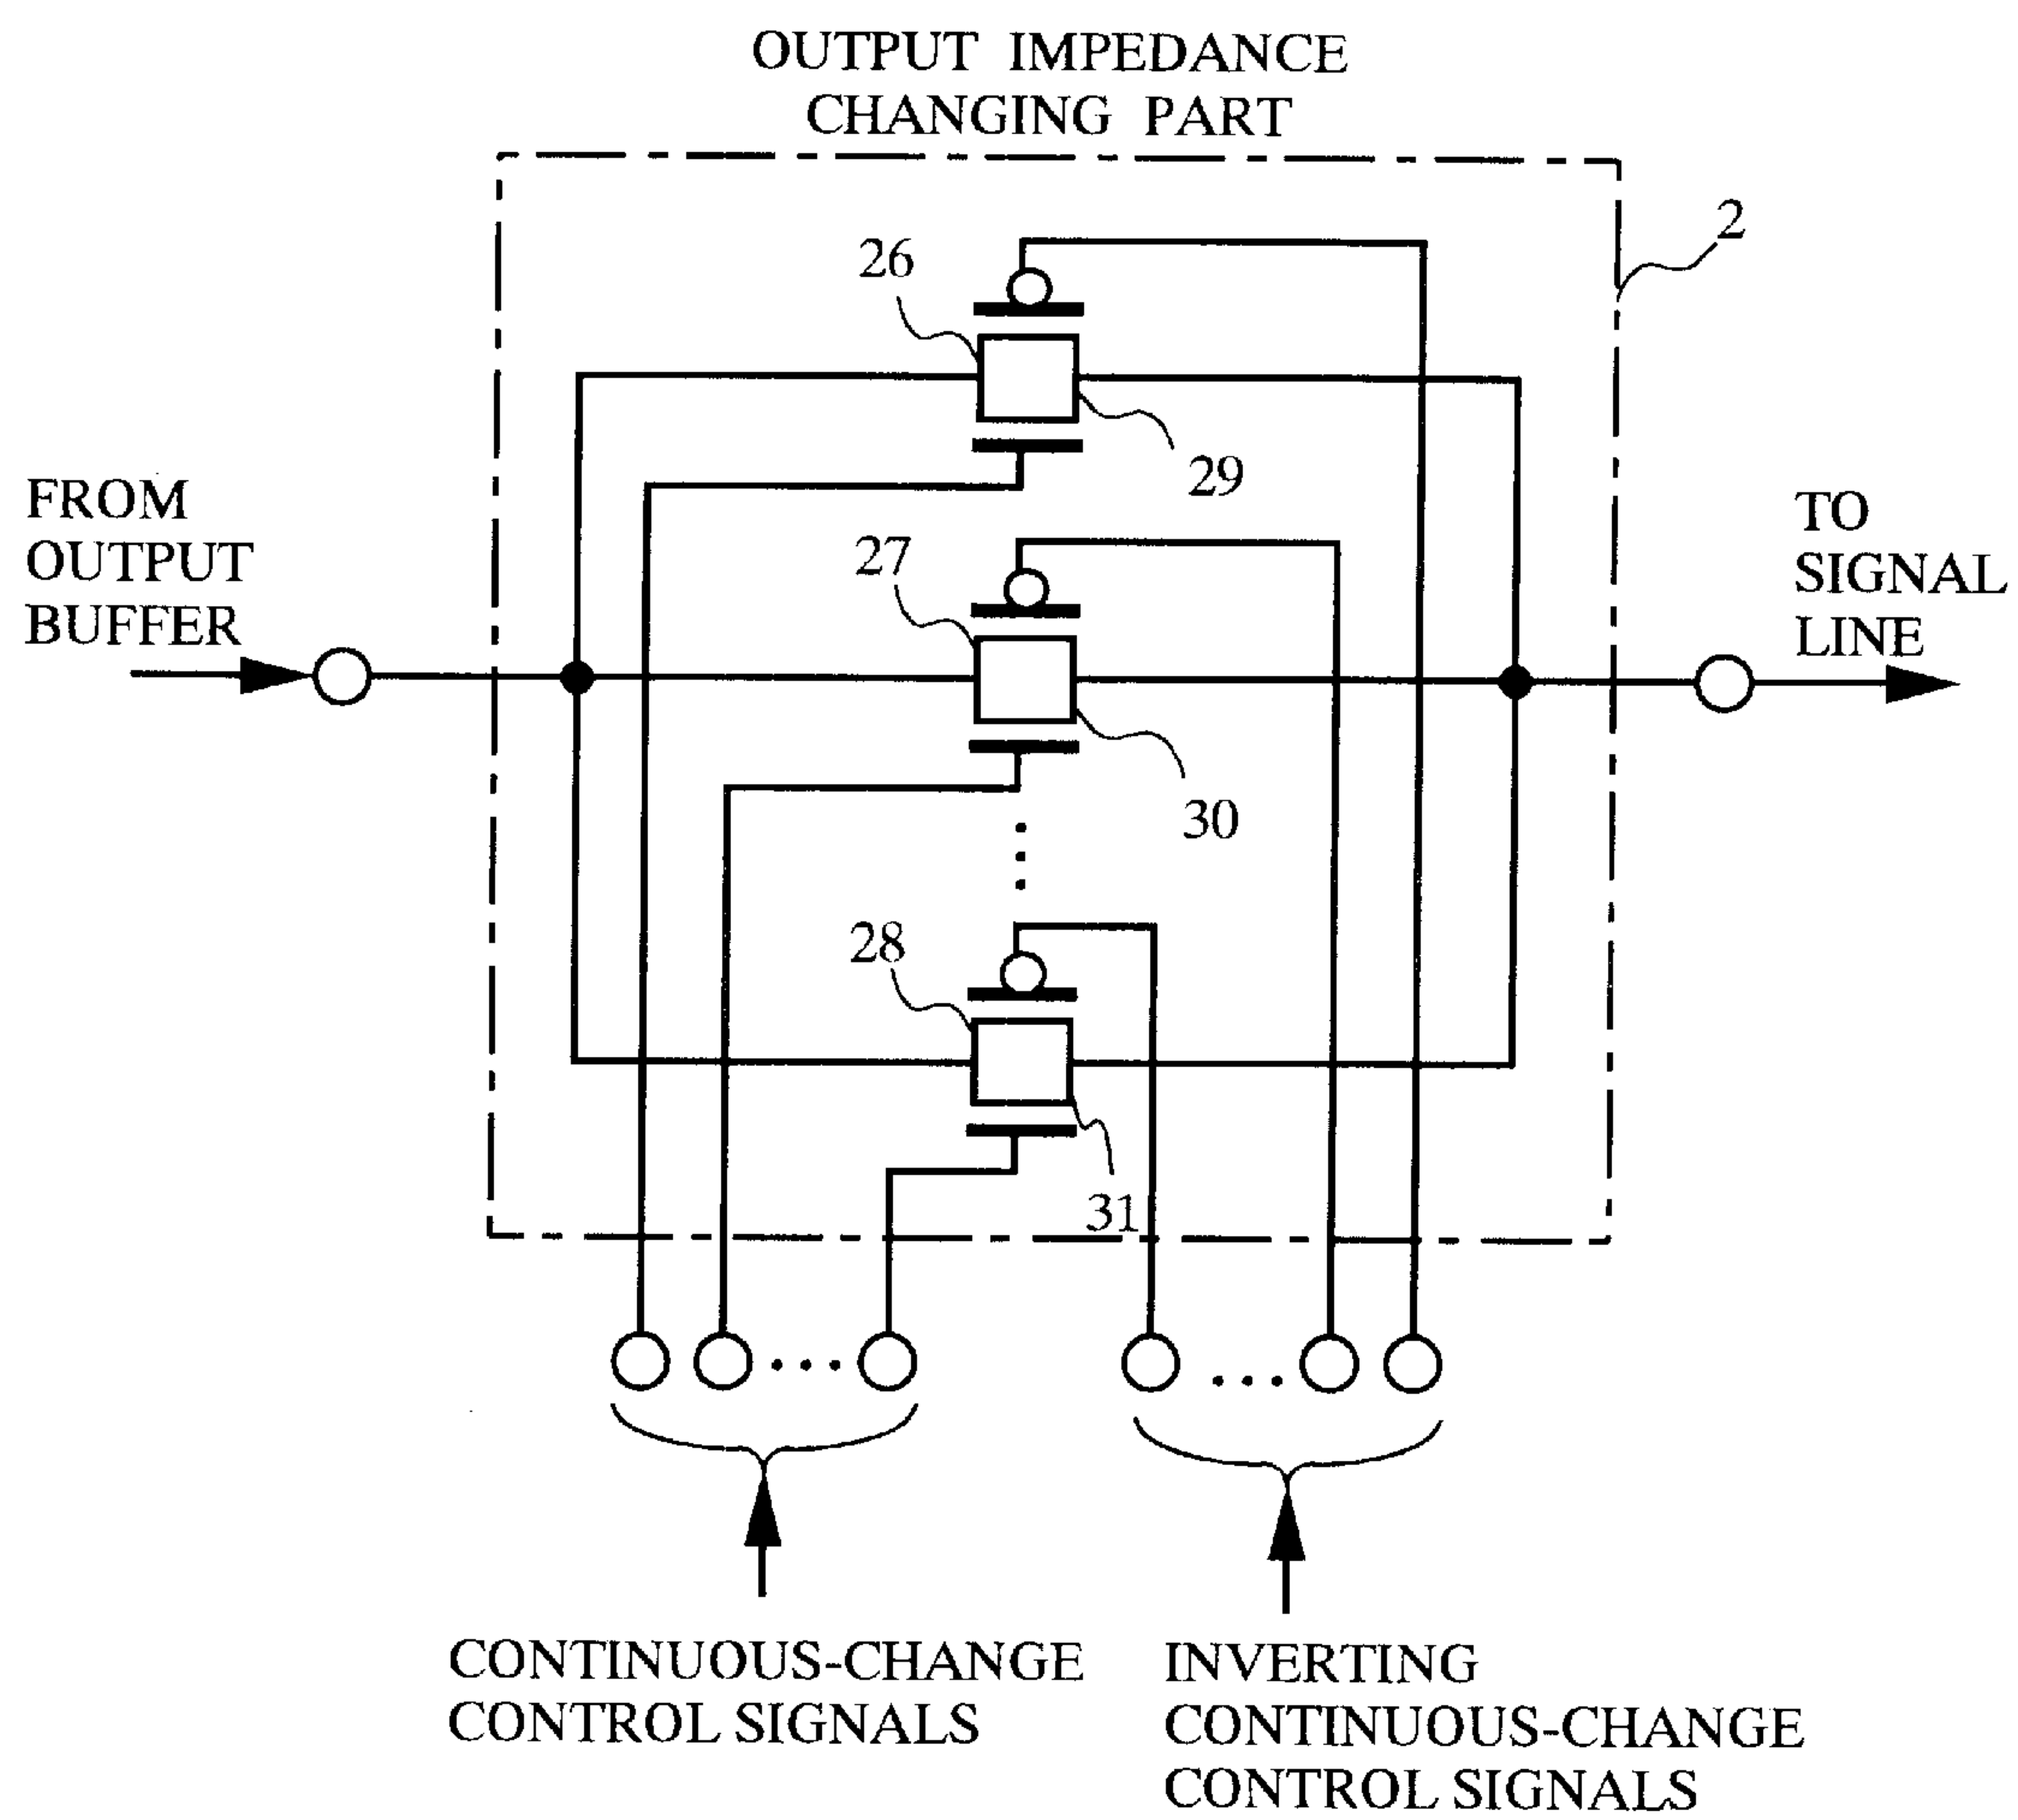 OUTPUT IMPEDANCE
CHANGING PART
2
26
29
FROM
OUTPUT
BUFFER
27
30
TO
SIGNAL
LINE
28
31
CONTINUOUS-CHANGE
CONTROL SIGNALS
INVERTING
CONTINUOUS-CHANGE
CONTROL SIGNALS